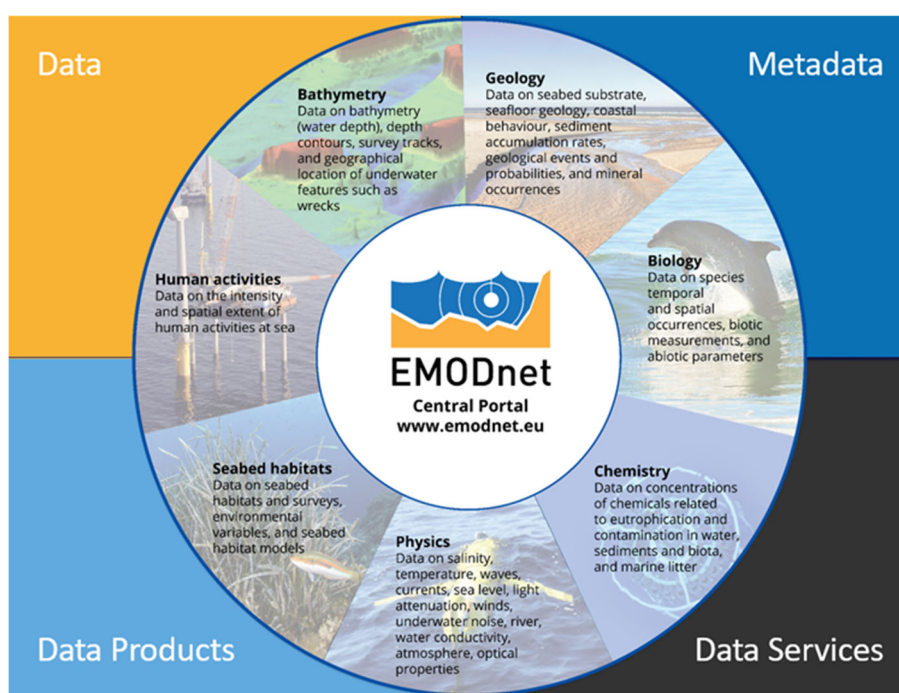 Data
Metadata
Bathymetry
Data on bathymetry
(water depth), depth
contours, survey tracks,
and geographical
location of underwater
features such as
wrecks
Geology
Data on seabed substrate,
seafloor geology, coastal
behaviour, sediment
accumulation rates,
geological events and
probabilities, and mineral
occurrences
Human activities
Data on the intensity
and spatial extent of
human activities at sea
Biology
Data on species
temporal
and spatial
occurrences, biotic
measurements, and
abiotic parameters
EMODnet
Central Portal
www.emodnet.eu
Seabed habitats
Data on seabed
habitats and surveys,
environmental
variables, and seabed
habitat models
Physics
Data on salinity,
temperature, waves,
currents, sea level, light
attenuation, winds,
underwater noise, river,
water conductivity,
atmosphere, optical
properties
Chemistry
Data on concentrations
of chemicals related
to eutrophication and
contamination in water,
sediments and biota,
and marine litter
Data Products
Data Services